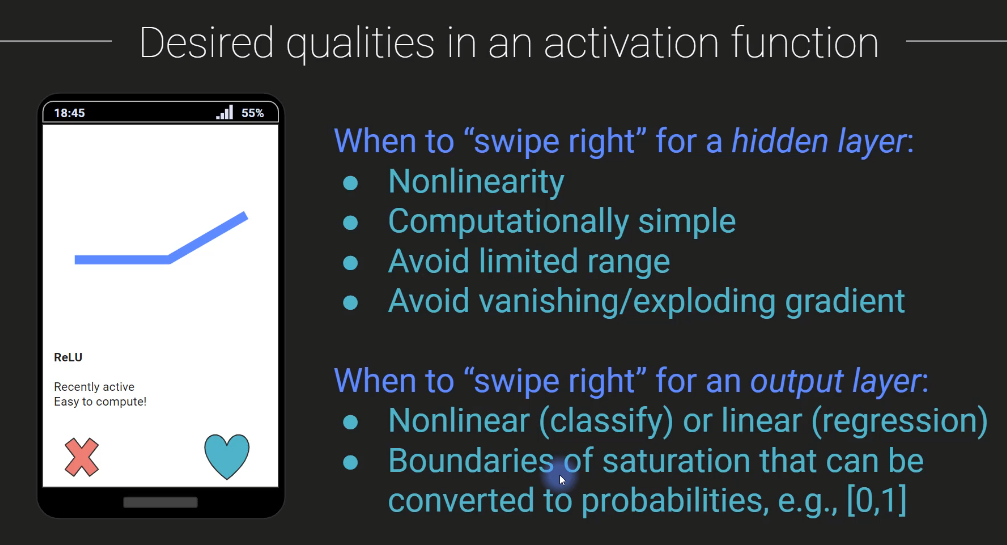 Desired qualities in an activation function
18:45 55%
ReLU
Recently active
Easy to compute!
When to “swipe right” for a hidden layer:
● Nonlinearity
● Computationally simple
● Avoid limited range
● Avoid vanishing/exploding gradient
When to “swipe right” for an output layer:
● Nonlinear (classify) or linear (regression)
● Boundaries of saturation that can be
converted to probabilities, e.g., [0,1]